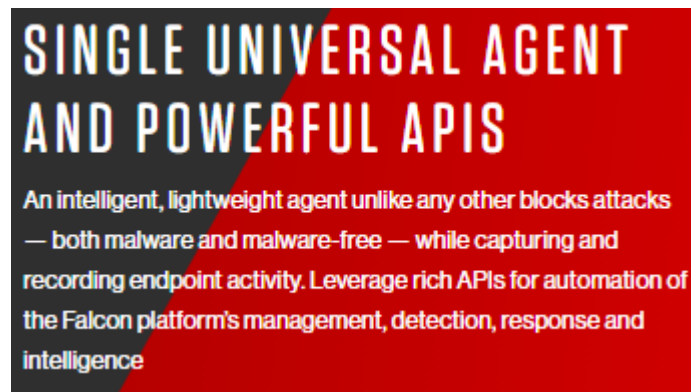 SINGLE UNIVERSAL AGENT
AND POWERFUL APIS
An intelligent, lightweight agent unlike any other blocks attacks
— both malware and malware-free — while capturing and
recording endpoint activity. Leverage rich APIs for automation of
the Falcon platform's management, detection, response and
intelligence